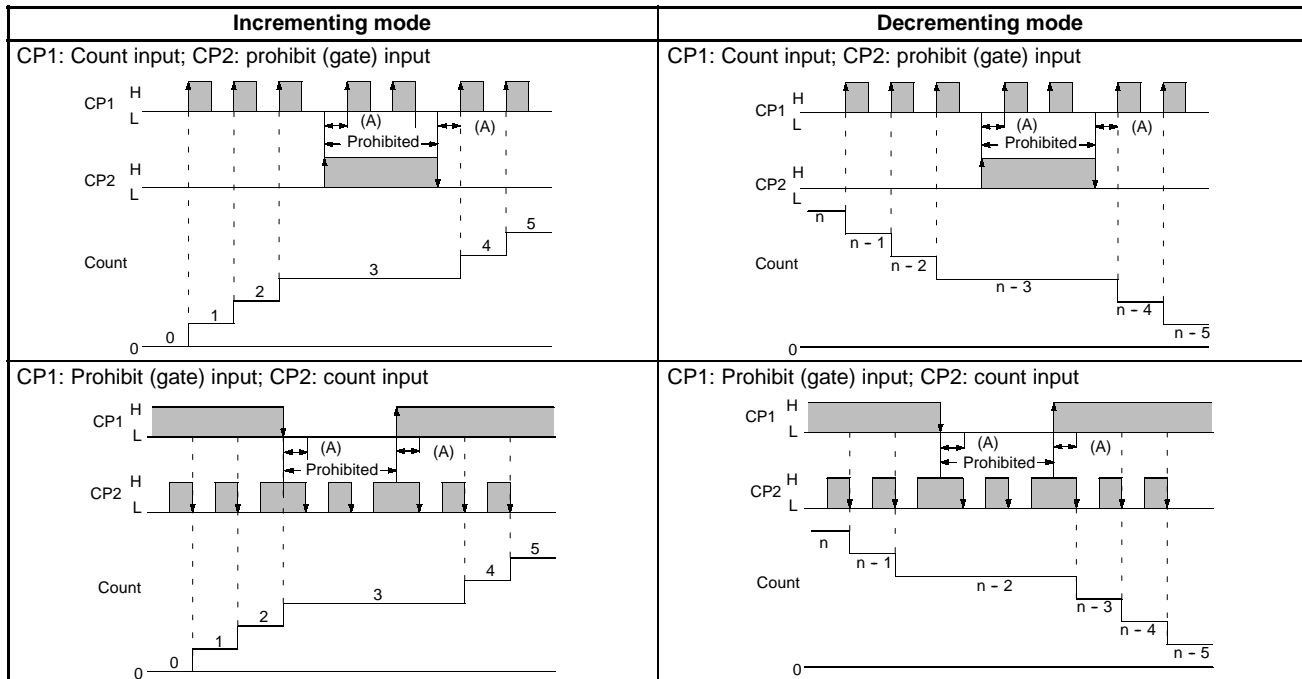 Incrementing mode
Decrementing mode
CP1: Count input; CP2: prohibit (gate) input
CP1
H
L
(A)
(A)
Prohibited
CP2
H
L
Count
0
1
2
3
4
5
0
CP1: Count input; CP2: prohibit (gate) input
CP1
H
L
(A)
(A)
Prohibited
CP2
H
L
Count
n
n - 1
n - 2
n - 3
n - 4
n - 5
0
CP1: Prohibit (gate) input; CP2: count input
CP1
H
L
(A)
(A)
Prohibited
CP2
H
L
Count
0
1
2
3
4
5
0
CP1: Prohibit (gate) input; CP2: count input
CP1
H
L
(A)
(A)
Prohibited
CP2
H
L
Count
n
n - 1
n - 2
n - 3
n - 4
n - 5
0